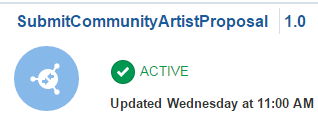 SubmitCommunityArtistProposal 1.0
ACTIVE
Updated Wednesday at 11:00 AM